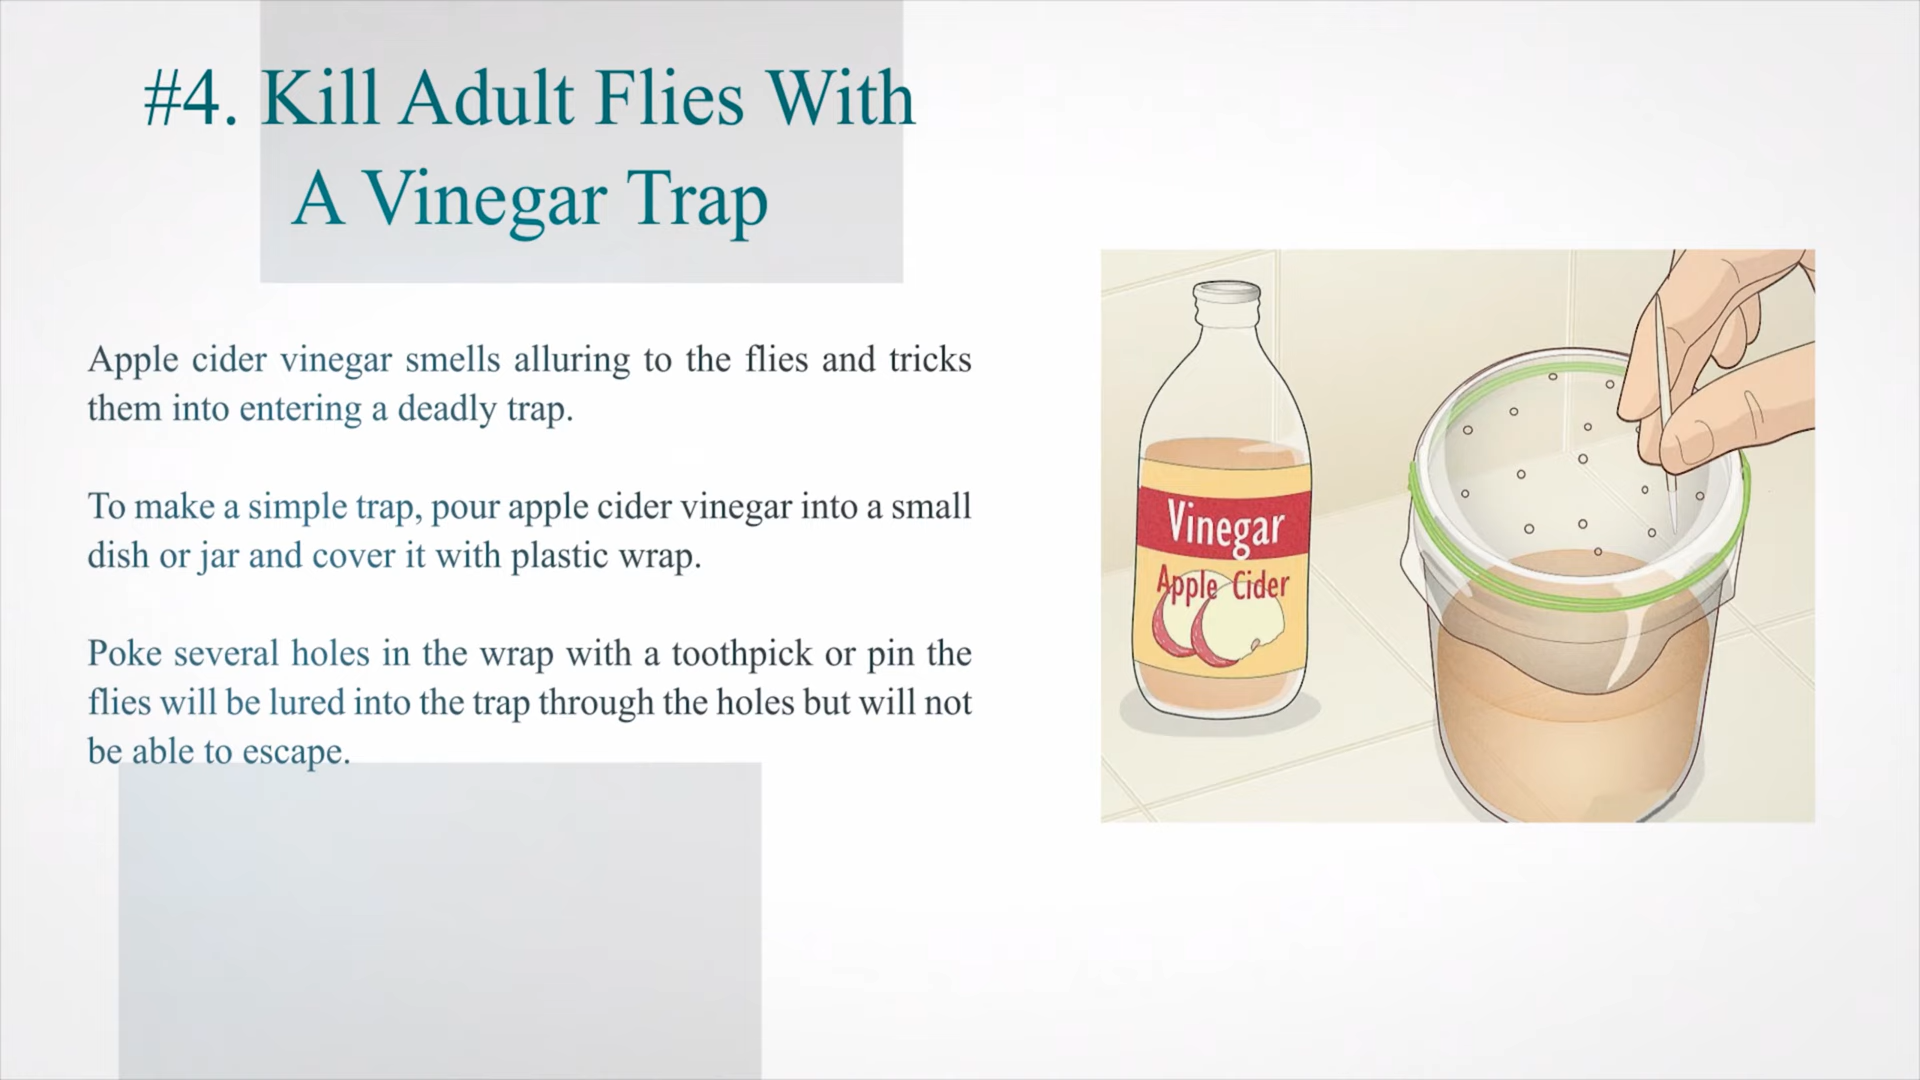 #4. Kill Adult Flies With
A Vinegar Trap
Apple cider vinegar smells alluring to the flies and tricks
them into entering a deadly trap.
To make a simple trap, pour apple cider vinegar into a small
dish or jar and cover it with plastic wrap.
Poke several holes in the wrap with a toothpick or pin the
flies will be lured into the trap through the holes but will not
be able to escape.
Vinegar
Apple Cider